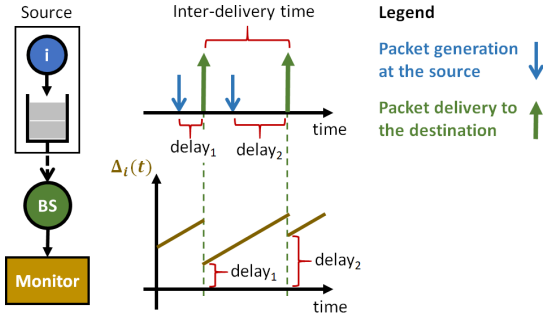 Source
i
BS
Monitor
Inter-delivery time
time
delay₁
delay₂
Δᵢ(t)
delay₁
delay₂
time
Legend
Packet generation
at the source
Packet delivery to
the destination